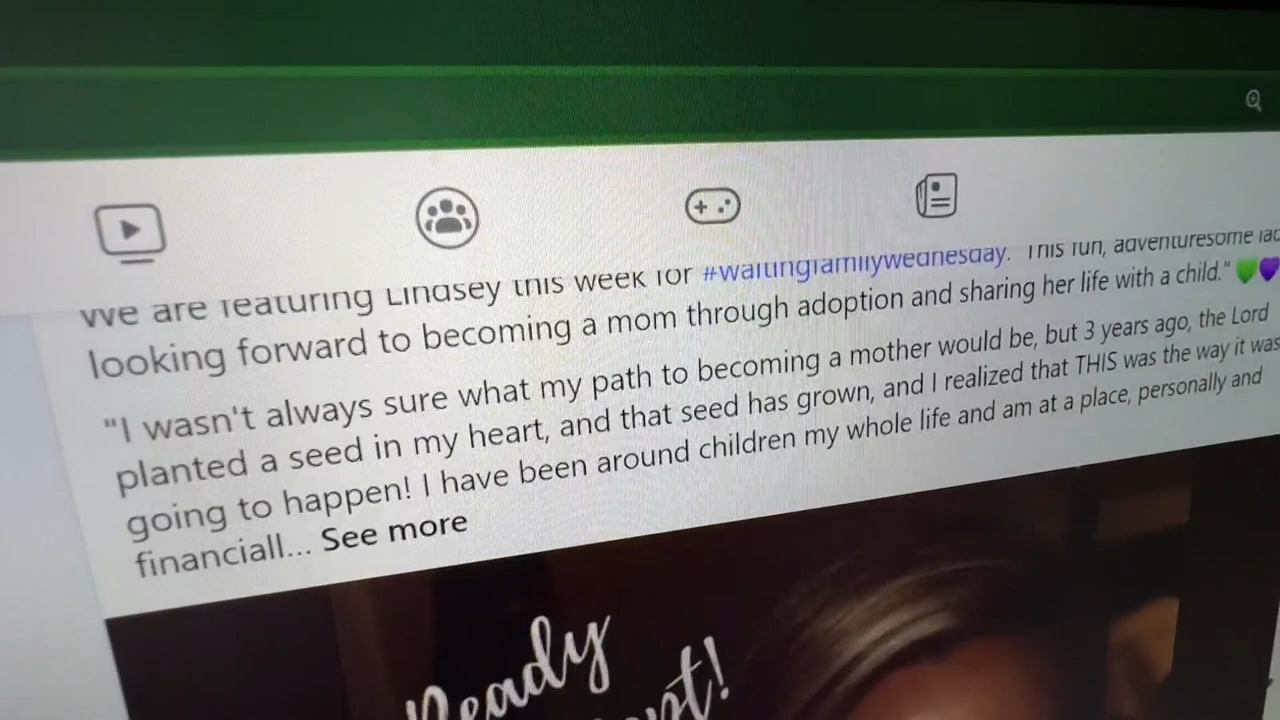 We are featuring Lindsey this week for #waitingfamilywednesday. This fun, adventuresome
looking forward to becoming a mom through adoption and sharing her life with a child."
"I wasn't always sure what my path to becoming a mother would be, but 3 years ago, the Lord
planted a seed in my heart, and that seed has grown, and I realized that THIS was the way it was
going to happen! I have been around children my whole life and am at a place, personally and
financiall... See more
Ready